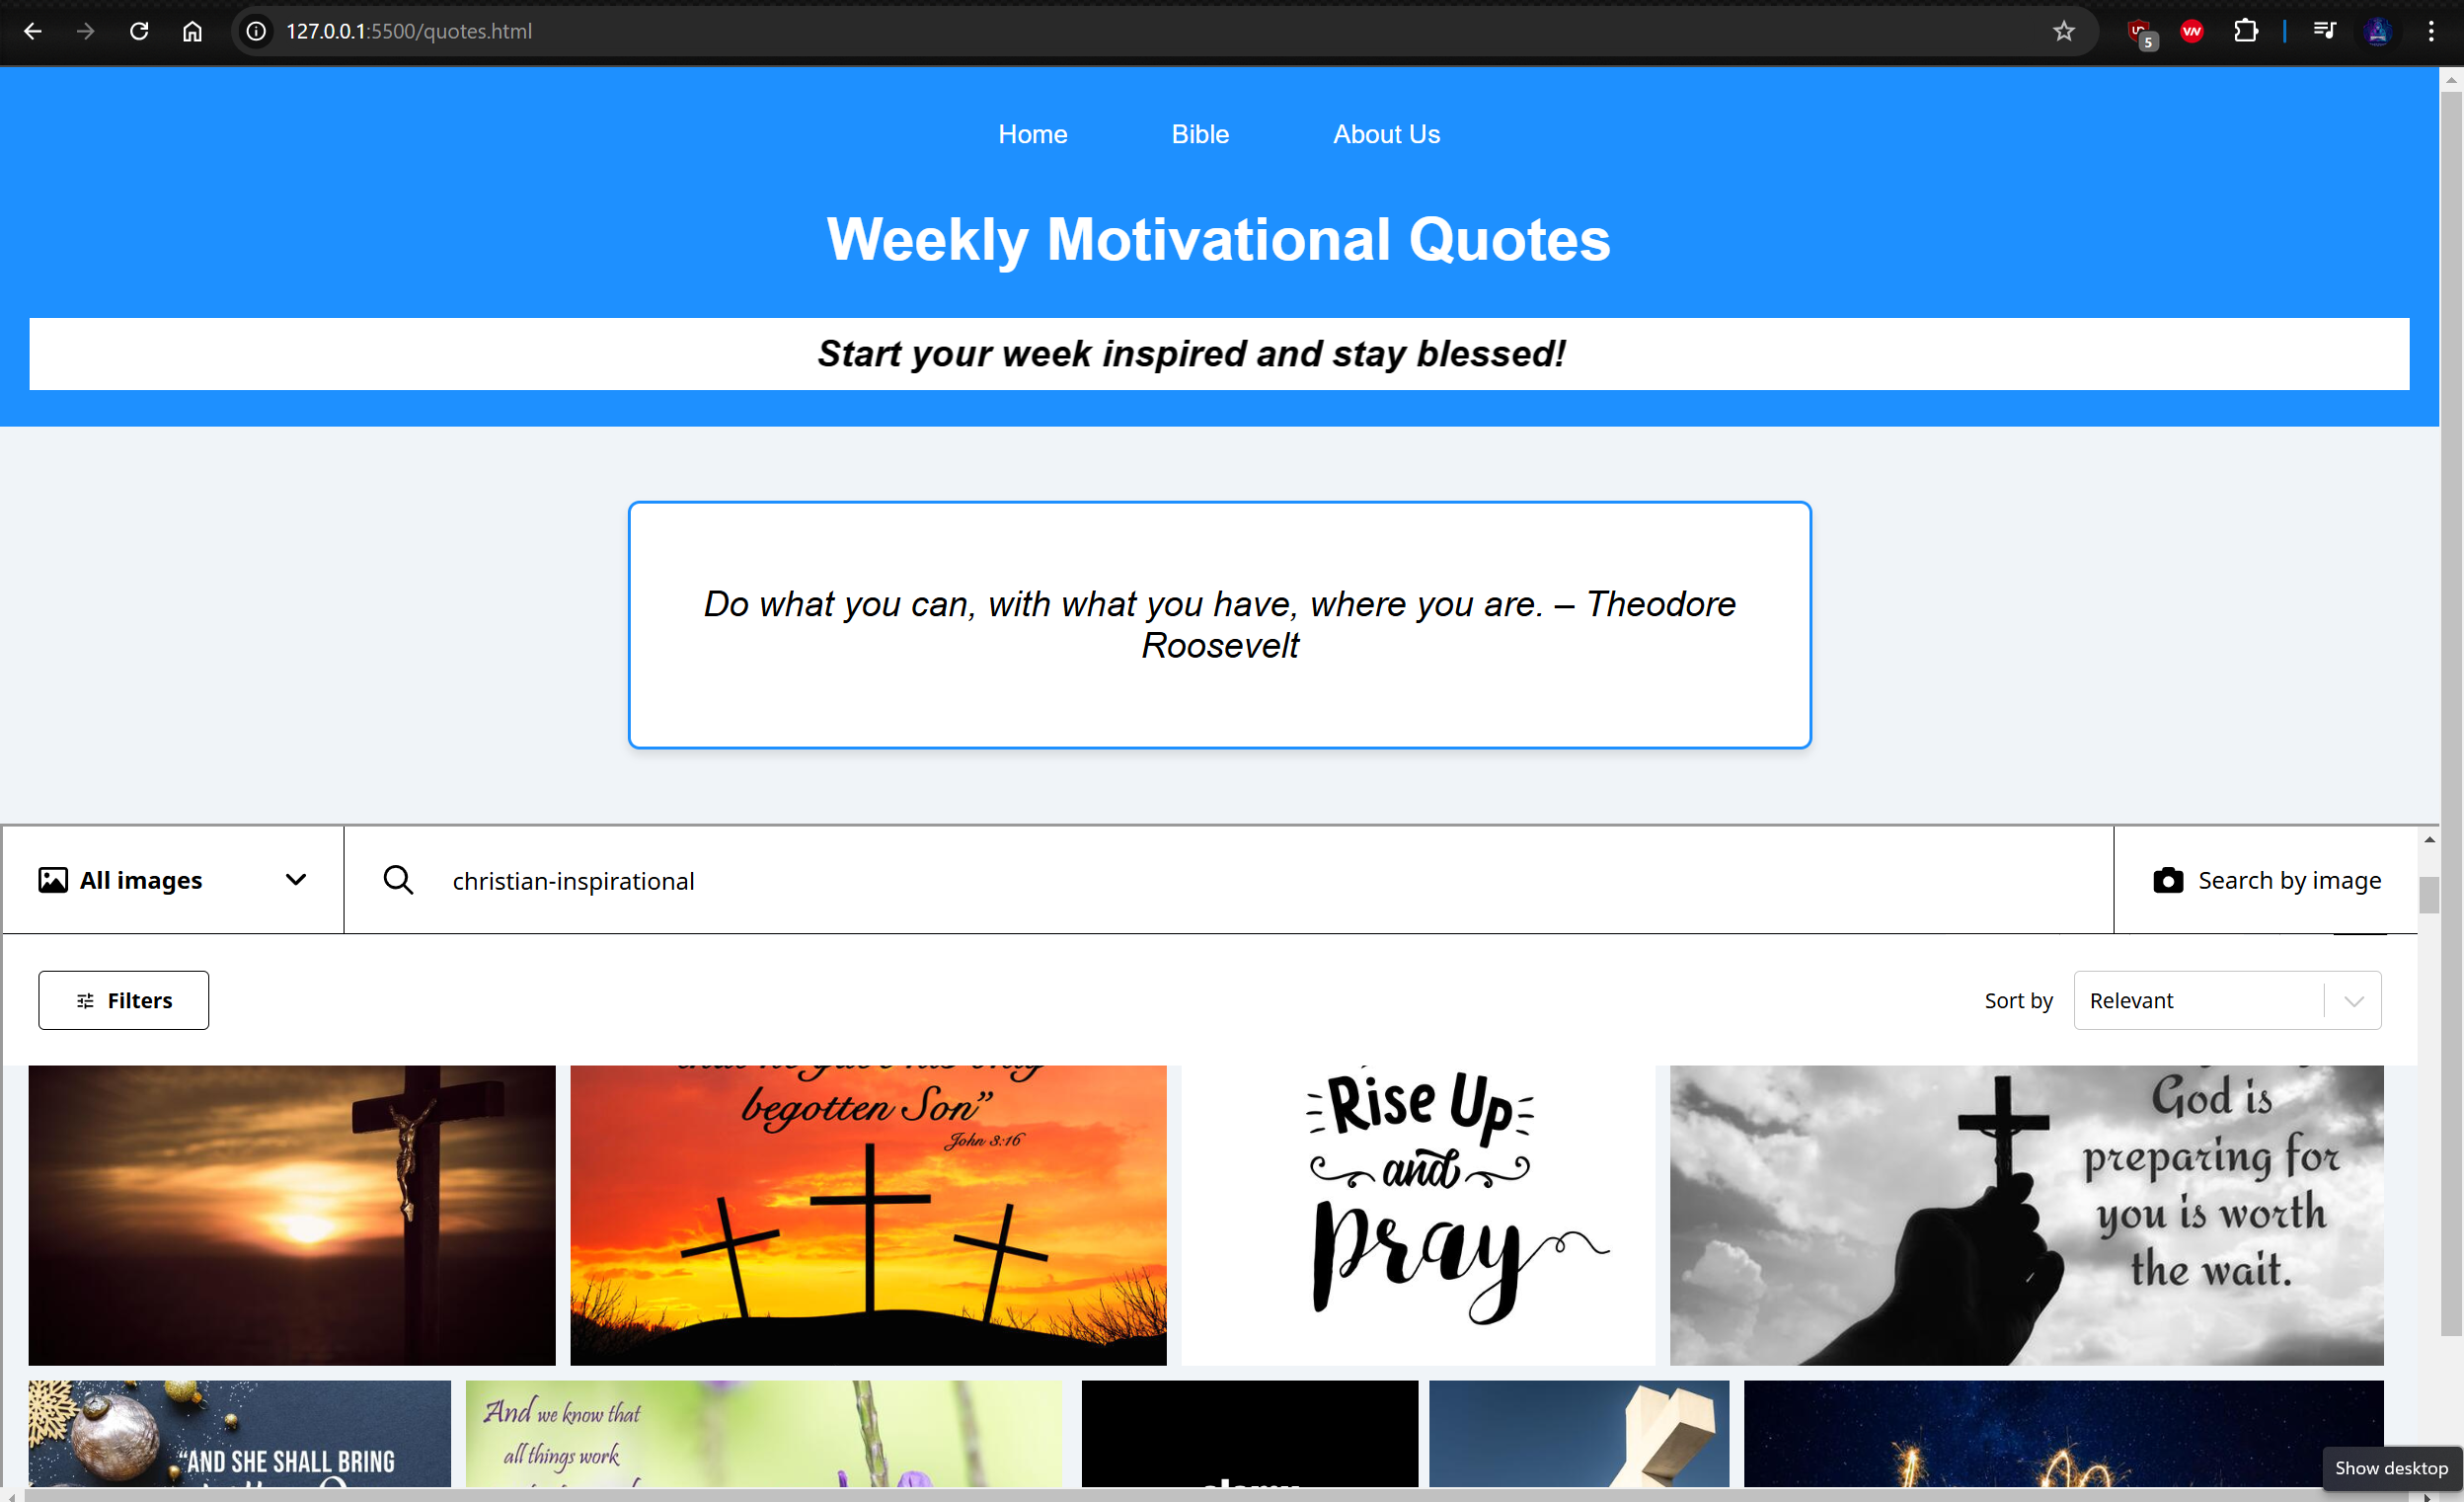 127.0.0.1:5500/quotes.html
5
Home Bible About Us
Weekly Motivational Quotes
Start your week inspired and stay blessed!
Do what you can, with what you have, where you are. – Theodore
Roosevelt
All images
christian-inspirational
Search by image
Filters
Sort by Relevant
begotten Son”
John 3:16
Rise Up
and
Pray
God is
preparing for
you is worth
the wait.
“AND SHE SHALL BRING
And we know that
all things work
Show desktop